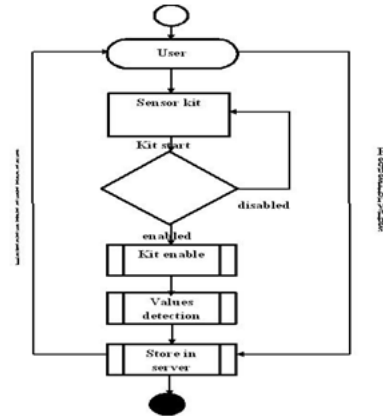 User
Sensor kit
Kit start
disabled
enabled
Kit enable
Values
detection
Store in
server